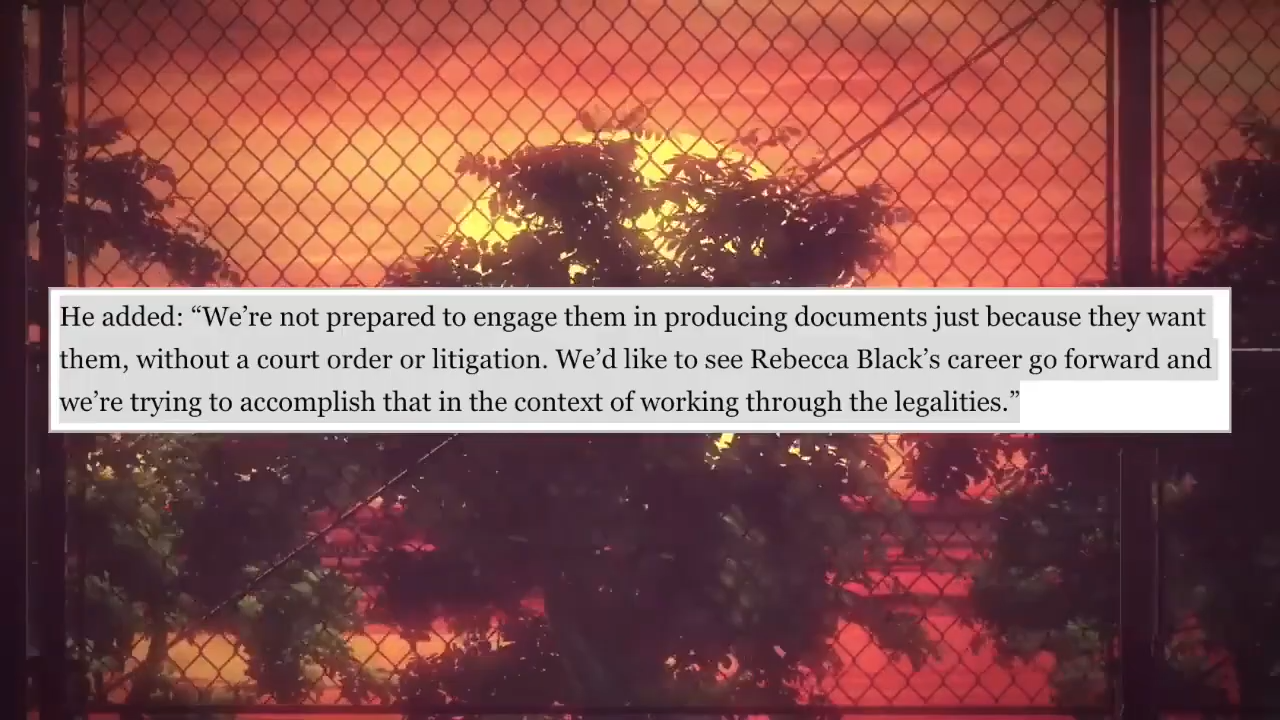 He added: “We’re not prepared to engage them in producing documents just because they want
them, without a court order or litigation. We’d like to see Rebecca Black’s career go forward and
we’re trying to accomplish that in the context of working through the legalities.”